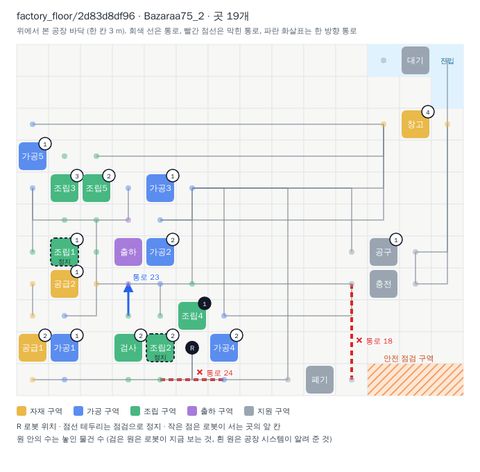 factory_floor/2d83d8df96 · Bazaraa75_2 · 곳 19개
위에서 본 공장 바닥 (한 칸 3 m). 회색 선은 통로, 빨간 점선은 막힌 통로, 파란 화살표는 한 방향 통로
대기
진입
4
창고
1
가공5
3
조립3
2
조립5
1
가공3
1
조립1
정지
출하
2
가공2
1
공구
1
공급2
충전
통로 23
1
조립4
2
공급1
1
가공1
2
검사
2
조립2
정지
R
2
가공4
✕ 통로 18
✕ 통로 24
안전 점검 구역
폐기
자재 구역
가공 구역
조립 구역
출하 구역
지원 구역
R 로봇 위치 · 점선 테두리는 점검으로 정지 · 작은 점은 로봇이 서는 곳의 앞 칸
원 안의 수는 놓인 물건 수 (검은 원은 로봇이 지금 보는 것, 흰 원은 공장 시스템이 알려 준 것)